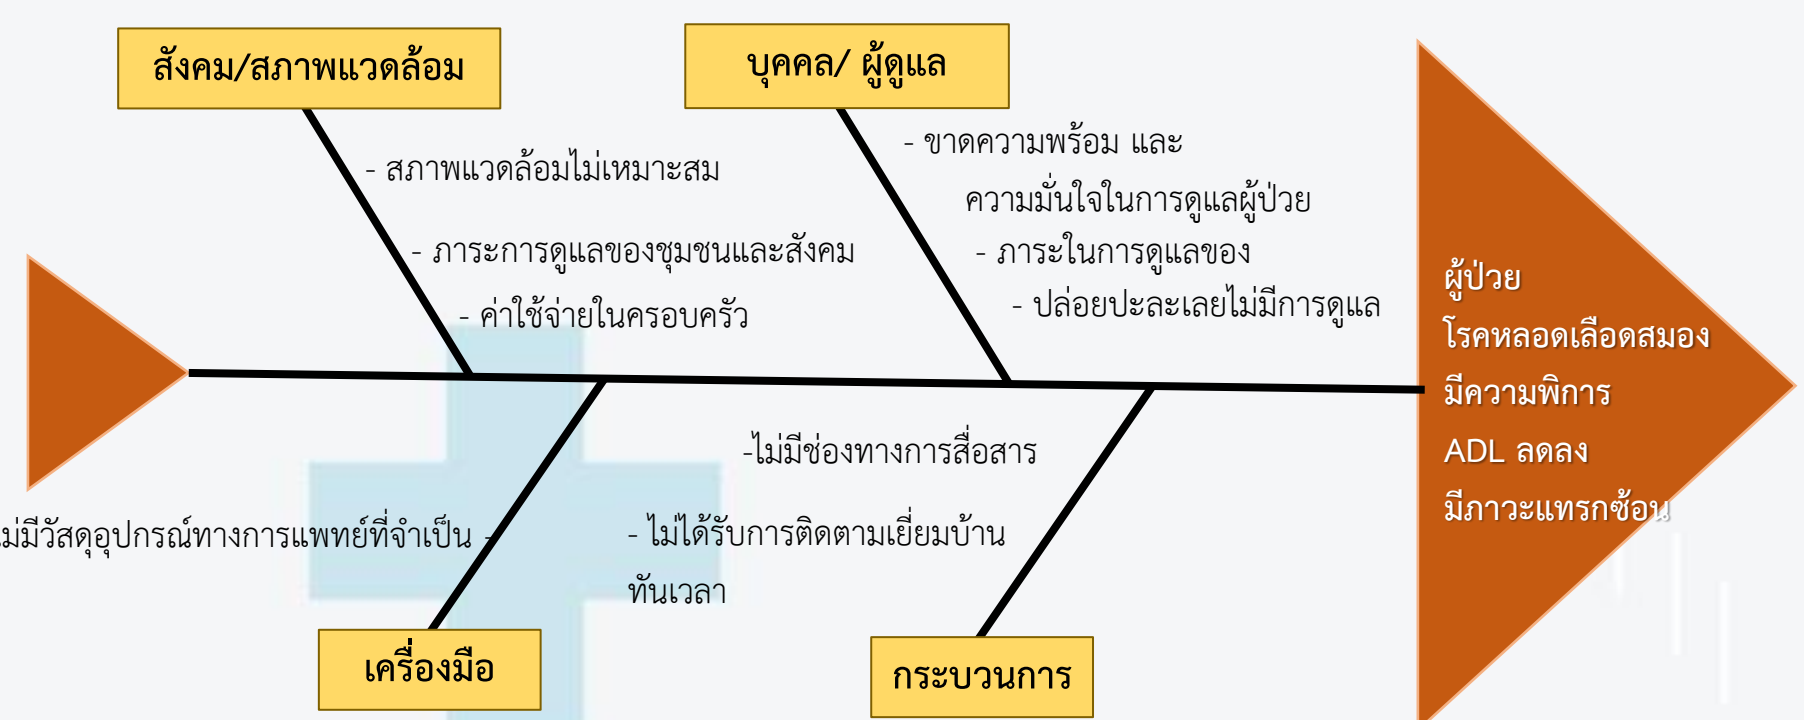 สังคม/สภาพแวดล้อม
- สภาพแวดล้อมไม่เหมาะสม
- ภาระการดูแลของชุมชนและสังคม
- ค่าใช้จ่ายในครอบครัว
บุคคล/ ผู้ดูแล
- ขาดความพร้อม และ
ความมั่นใจในการดูแลผู้ป่วย
- ภาระในการดูแลของ
- ปล่อยปะละเลยไม่มีการดูแล
ผู้ป่วย
โรคหลอดเลือดสมอง
มีความพิการ
ADL ลดลง
มีภาวะแทรกซ้อน
ม่มีวัสดุอุปกรณ์ทางการแพทย์ที่จำเป็น -
เครื่องมือ
-ไม่มีช่องทางการสื่อสาร
- ไม่ได้รับการติดตามเยี่ยมบ้าน
ทันเวลา
กระบวนการ